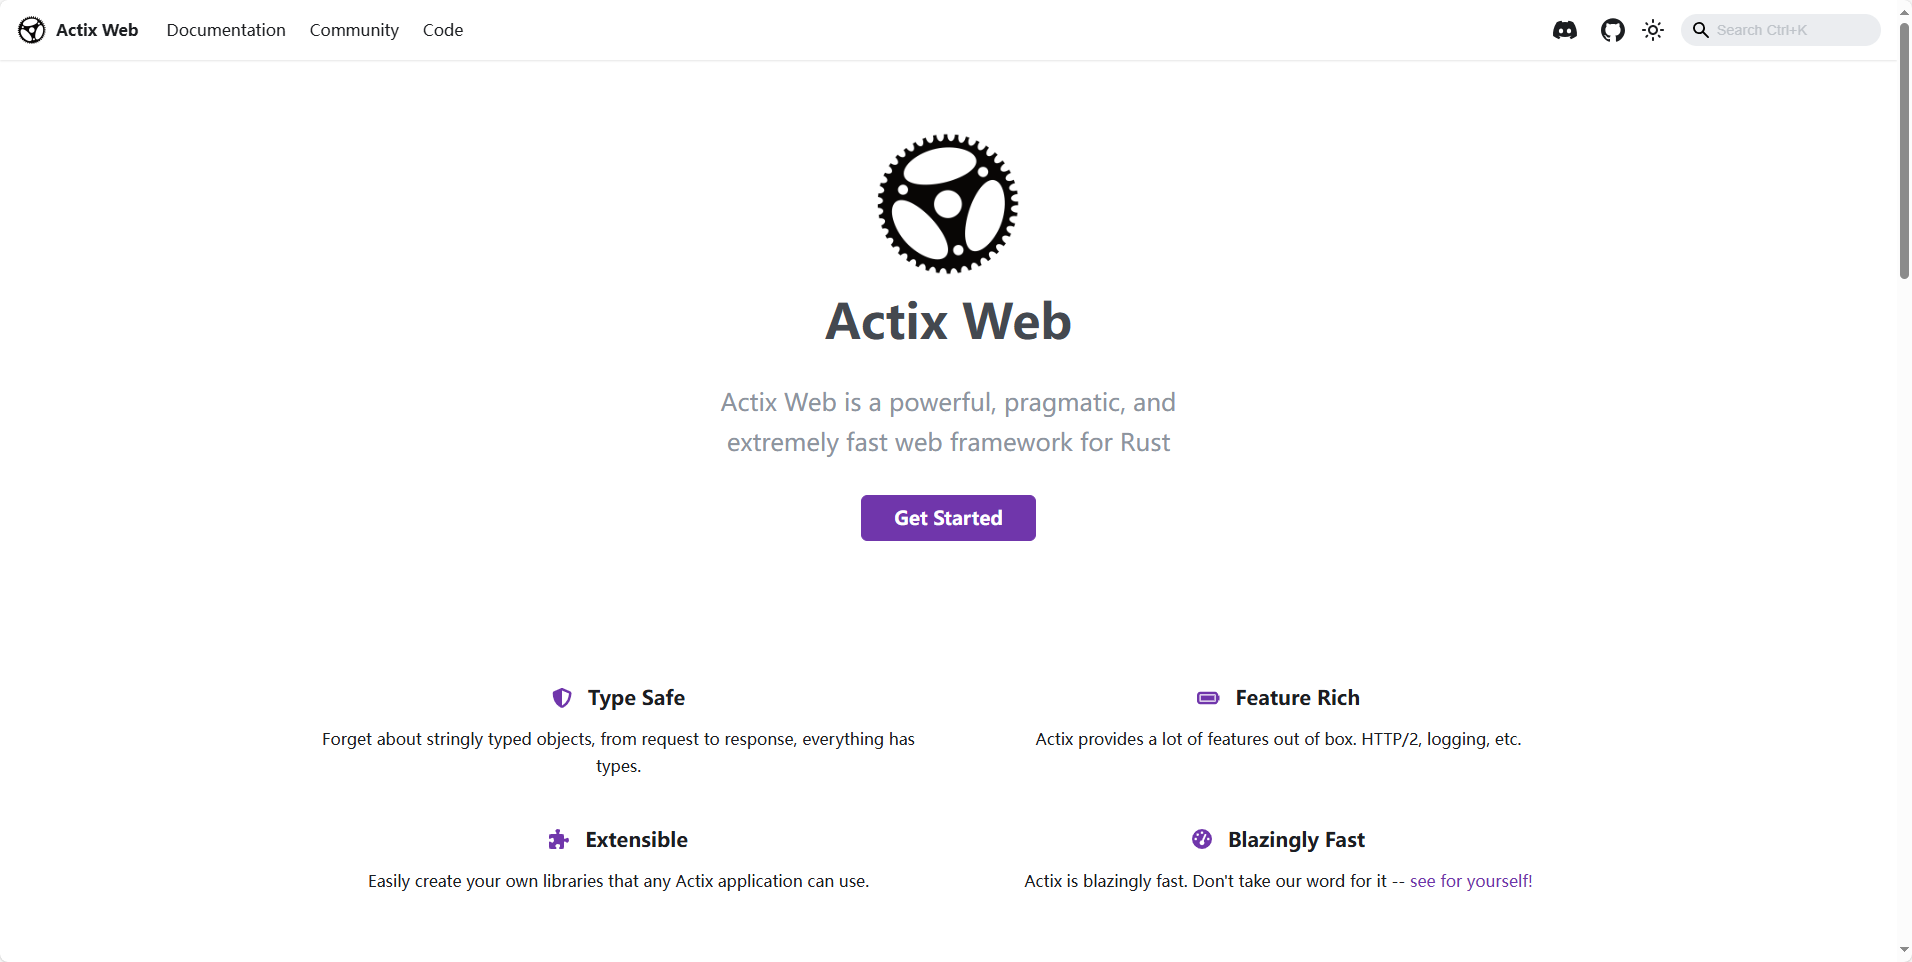 Actix Web Documentation Community Code Search Ctrl+K
Actix Web
Actix Web is a powerful, pragmatic, and
extremely fast web framework for Rust
Get Started
Type Safe
Forget about stringly typed objects, from request to response, everything has
types.
Feature Rich
Actix provides a lot of features out of box. HTTP/2, logging, etc.
Extensible
Easily create your own libraries that any Actix application can use.
Blazingly Fast
Actix is blazingly fast. Don't take our word for it -- see for yourself!